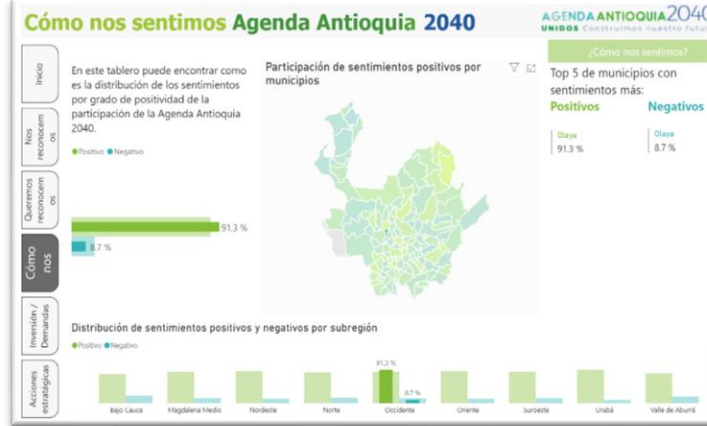 Cómo nos sentimos Agenda Antioquia 2040
AGENDA ANTIOQUIA 2040
UNIDOS Construimos nuestro futuro
Inicio
Nos
reconocem
os
Queremos
reconocem
os
Cómo
nos
Inversión /
Demandas
Acciones
estratégicas
En este tablero puede encontrar como
es la distribución de los sentimientos
por grado de positividad de la
participación de la Agenda Antioquia
2040.
Positivo Negativo
91.3 %
8.7 %
Participación de sentimientos positivos por
municipios
¿Cómo nos sentimos?
Top 5 de municipios con
sentimientos más:
Positivos Negativos
Olaya Olaya
91.3 % 8.7 %
Distribución de sentimientos positivos y negativos por subregión
Positivo Negativo
91.3 %
8.7 %
Bajo Cauca Magdalena Medio Nordeste Norte Occidente Oriente Suroeste Urabá Valle de Aburrá